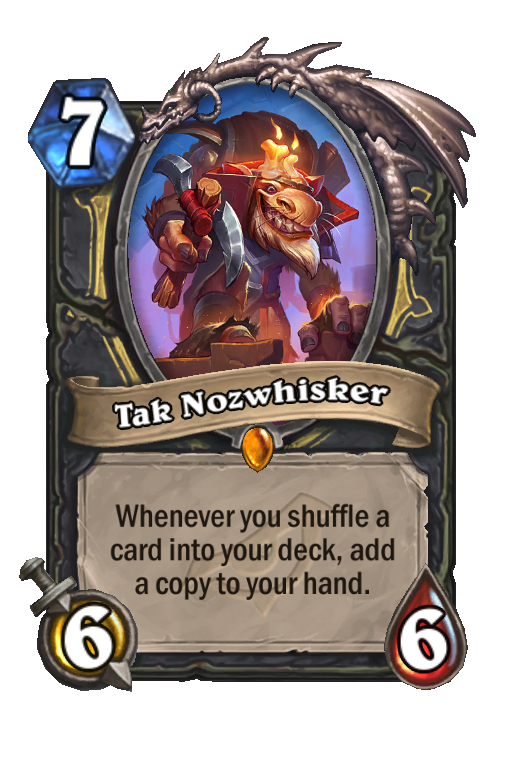 7
Tak Nozwhisker
Whenever you shuffle a
card into your deck, add
a copy to your hand.
6
6